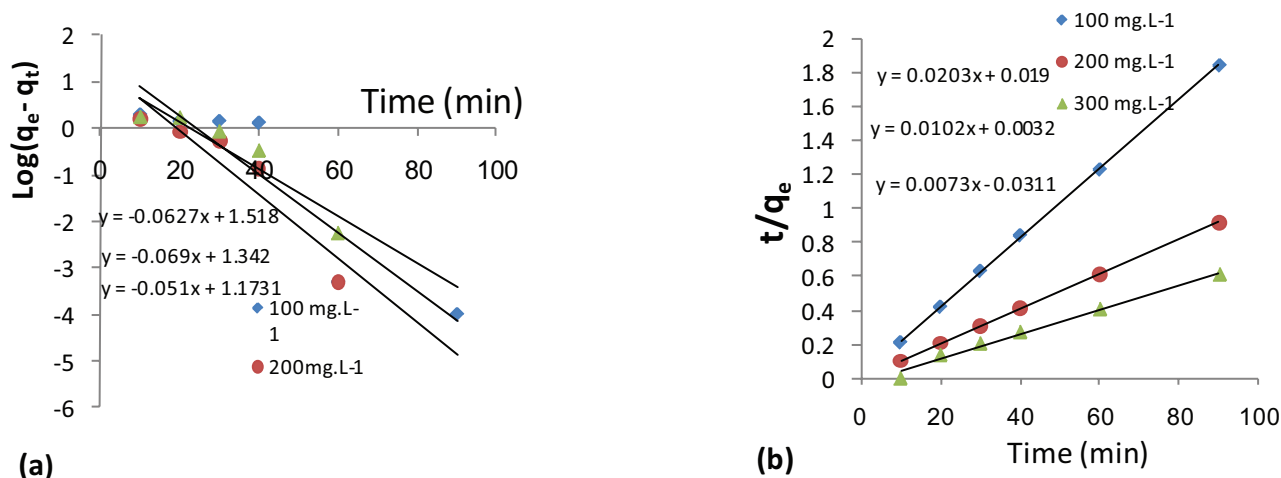 2
1
0
-1
-2
-3
-4
-5
-6
Log(qe - qt)
Time (min)
0
20
40
60
80
100
y = -0.0627x + 1.518
y = -0.069x + 1.342
y = -0.051x + 1.1731
100 mg.L-
1
200mg.L-1
(a)
100 mg.L-1
200 mg.L-1
300 mg.L-1
y = 0.0203x + 0.019
y = 0.0102x + 0.0032
y = 0.0073x - 0.0311
2
1.8
1.6
1.4
1.2
1
0.8
0.6
0.4
0.2
0
t/qe
0
20
40
60
80
100
Time (min)
(b)